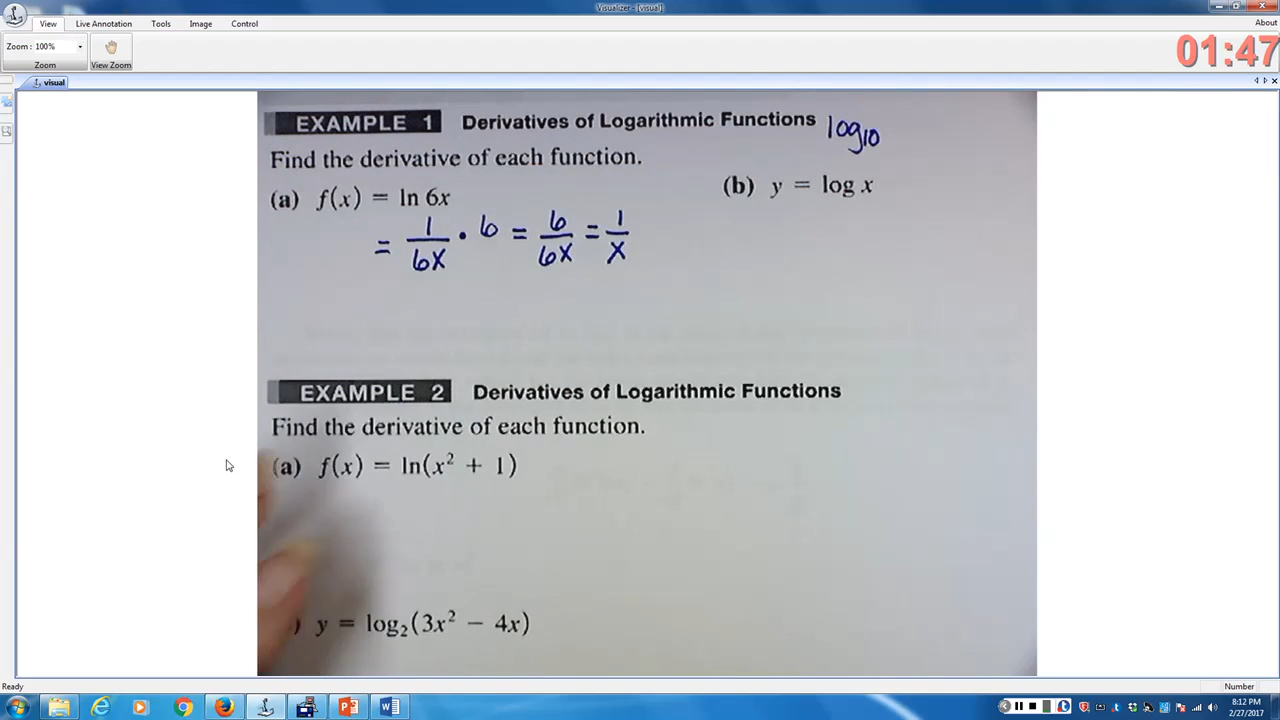 Visualizer - [visual]
View Live Annotation Tools Image Control
About
Zoom : 100%
View Zoom
Zoom
01:47
visual
EXAMPLE 1 Derivatives of Logarithmic Functions log₁₀
Find the derivative of each function.
(a) f(x) = ln 6x
(b) y = log x
= 1/6x • 6 = 6/6x = 1/x
EXAMPLE 2 Derivatives of Logarithmic Functions
Find the derivative of each function.
(a) f(x) = ln(x² + 1)
) y = log₂(3x² − 4x)
Ready
Number
8:12 PM
2/27/2017